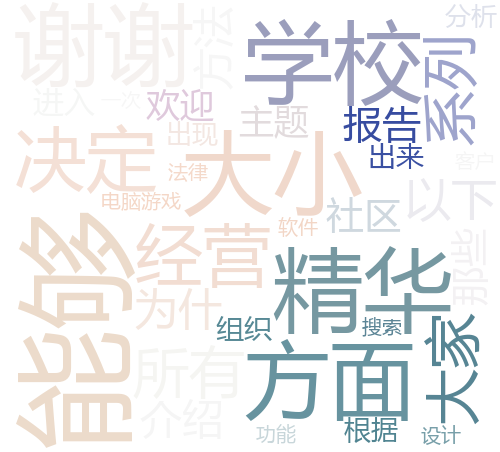 谢谢
方法
学校
系列
分析
进入
一次
欢迎
主题
报告
出现
出来
决定
大小
客户
法律
电脑游戏
以下
能够
经营
软件
社区
那些
为什
精华
组织
搜索
大家
所有
方面
介绍
功能
根据
设计